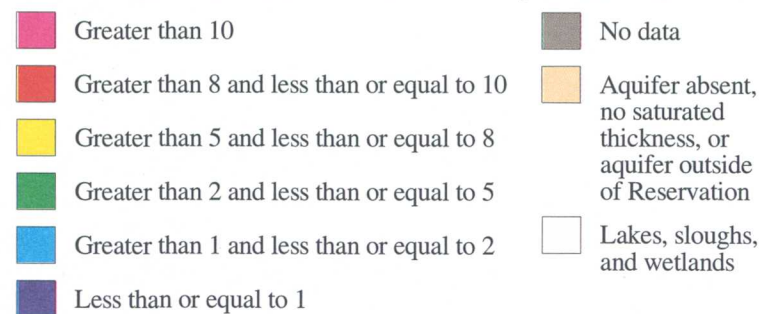 Greater than 10
Greater than 8 and less than or equal to 10
Greater than 5 and less than or equal to 8
Greater than 2 and less than or equal to 5
Greater than 1 and less than or equal to 2
Less than or equal to 1
No data
Aquifer absent,
no saturated
thickness, or
aquifer outside
of Reservation
Lakes, sloughs,
and wetlands